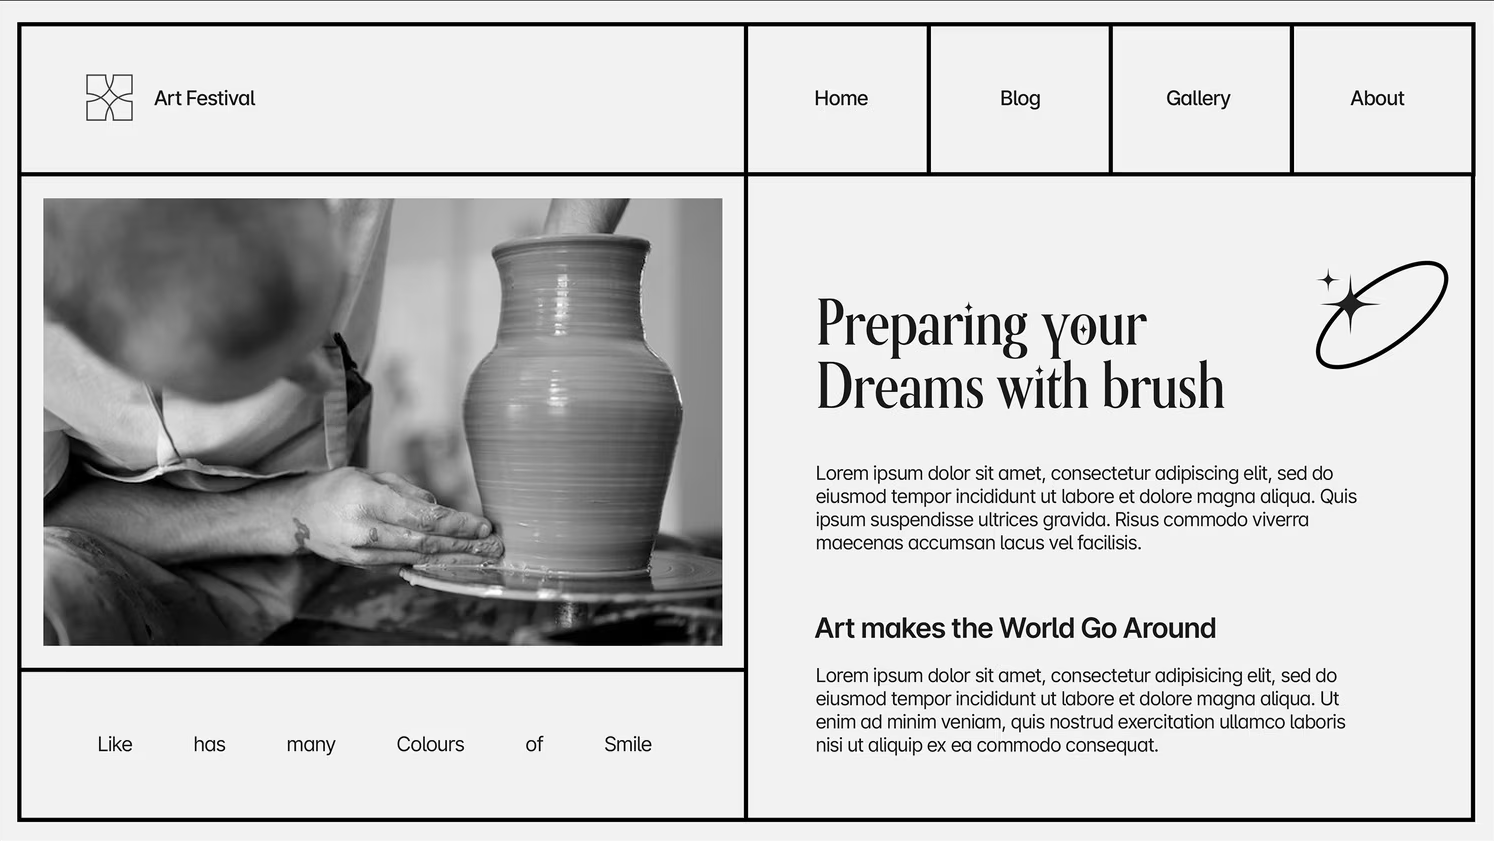 Art Festival
Home
Blog
Gallery
About
Preparing your
Dreams with brush
Lorem ipsum dolor sit amet, consectetur adipiscing elit, sed do
eiusmod tempor incididunt ut labore et dolore magna aliqua. Quis
ipsum suspendisse ultrices gravida. Risus commodo viverra
maecenas accumsan lacus vel facilisis.
Art makes the World Go Around
Lorem ipsum dolor sit amet, consectetur adipisicing elit, sed do
eiusmod tempor incididunt ut labore et dolore magna aliqua. Ut
enim ad minim veniam, quis nostrud exercitation ullamco laboris
nisi ut aliquip ex ea commodo consequat.
Like has many Colours of Smile